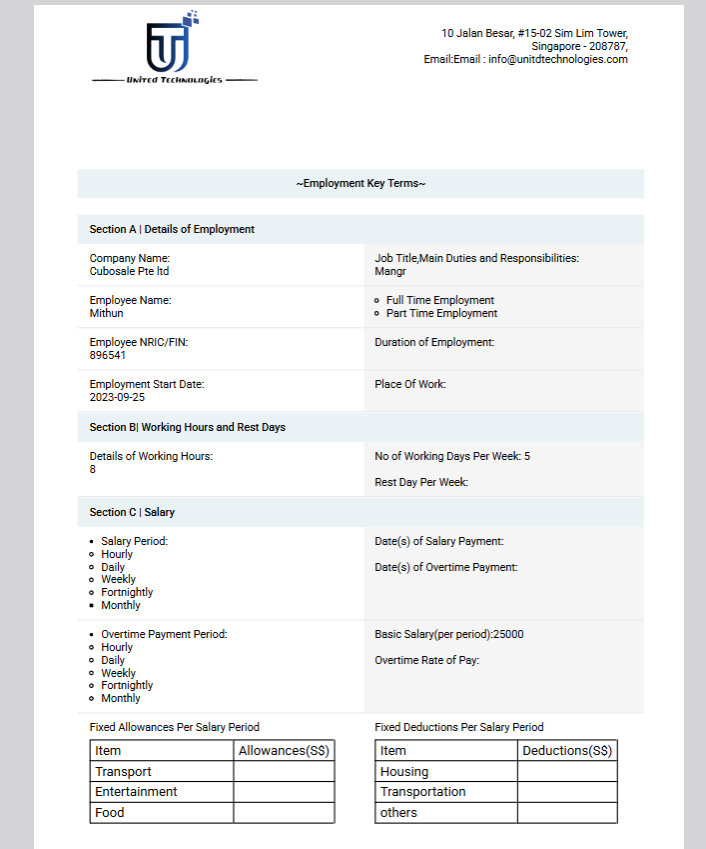 United Technologies
10 Jalan Besar, #15-02 Sim Lim Tower,
Singapore - 208787,
Email:Email : info@unitdtechnologies.com
~Employment Key Terms~
Section A | Details of Employment
Company Name:
Cubosale Pte ltd
Job Title,Main Duties and Responsibilities:
Mangr
Employee Name:
Mithun
Full Time Employment
Part Time Employment
Employee NRIC/FIN:
896541
Duration of Employment:
Employment Start Date:
2023-09-25
Place Of Work:
Section B| Working Hours and Rest Days
Details of Working Hours:
8
No of Working Days Per Week: 5
Rest Day Per Week:
Section C | Salary
Salary Period:
Hourly
Daily
Weekly
Fortnightly
Monthly
Date(s) of Salary Payment:
Date(s) of Overtime Payment:
Overtime Payment Period:
Hourly
Daily
Weekly
Fortnightly
Monthly
Basic Salary(per period):25000
Overtime Rate of Pay:
Fixed Allowances Per Salary Period
Item Allowances(S$)
Transport
Entertainment
Food
Fixed Deductions Per Salary Period
Item Deductions(S$)
Housing
Transportation
others